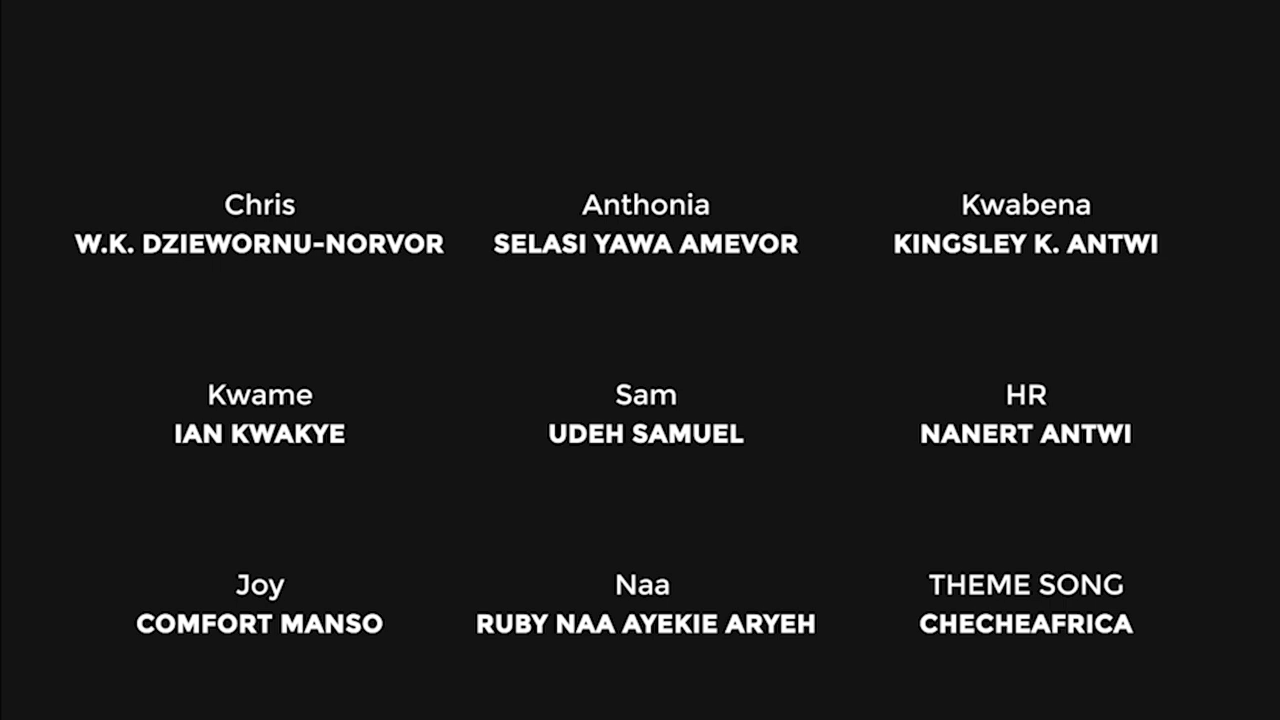 Chris
W.K. DZIEWORNU-NORVOR
Anthonia
SELASI YAWA AMEVOR
Kwabena
KINGSLEY K. ANTWI
Kwame
IAN KWAKYE
Sam
UDEH SAMUEL
HR
NANERT ANTWI
Joy
COMFORT MANSO
Naa
RUBY NAA AYEKIE ARYEH
THEME SONG
CHECHEAFRICA